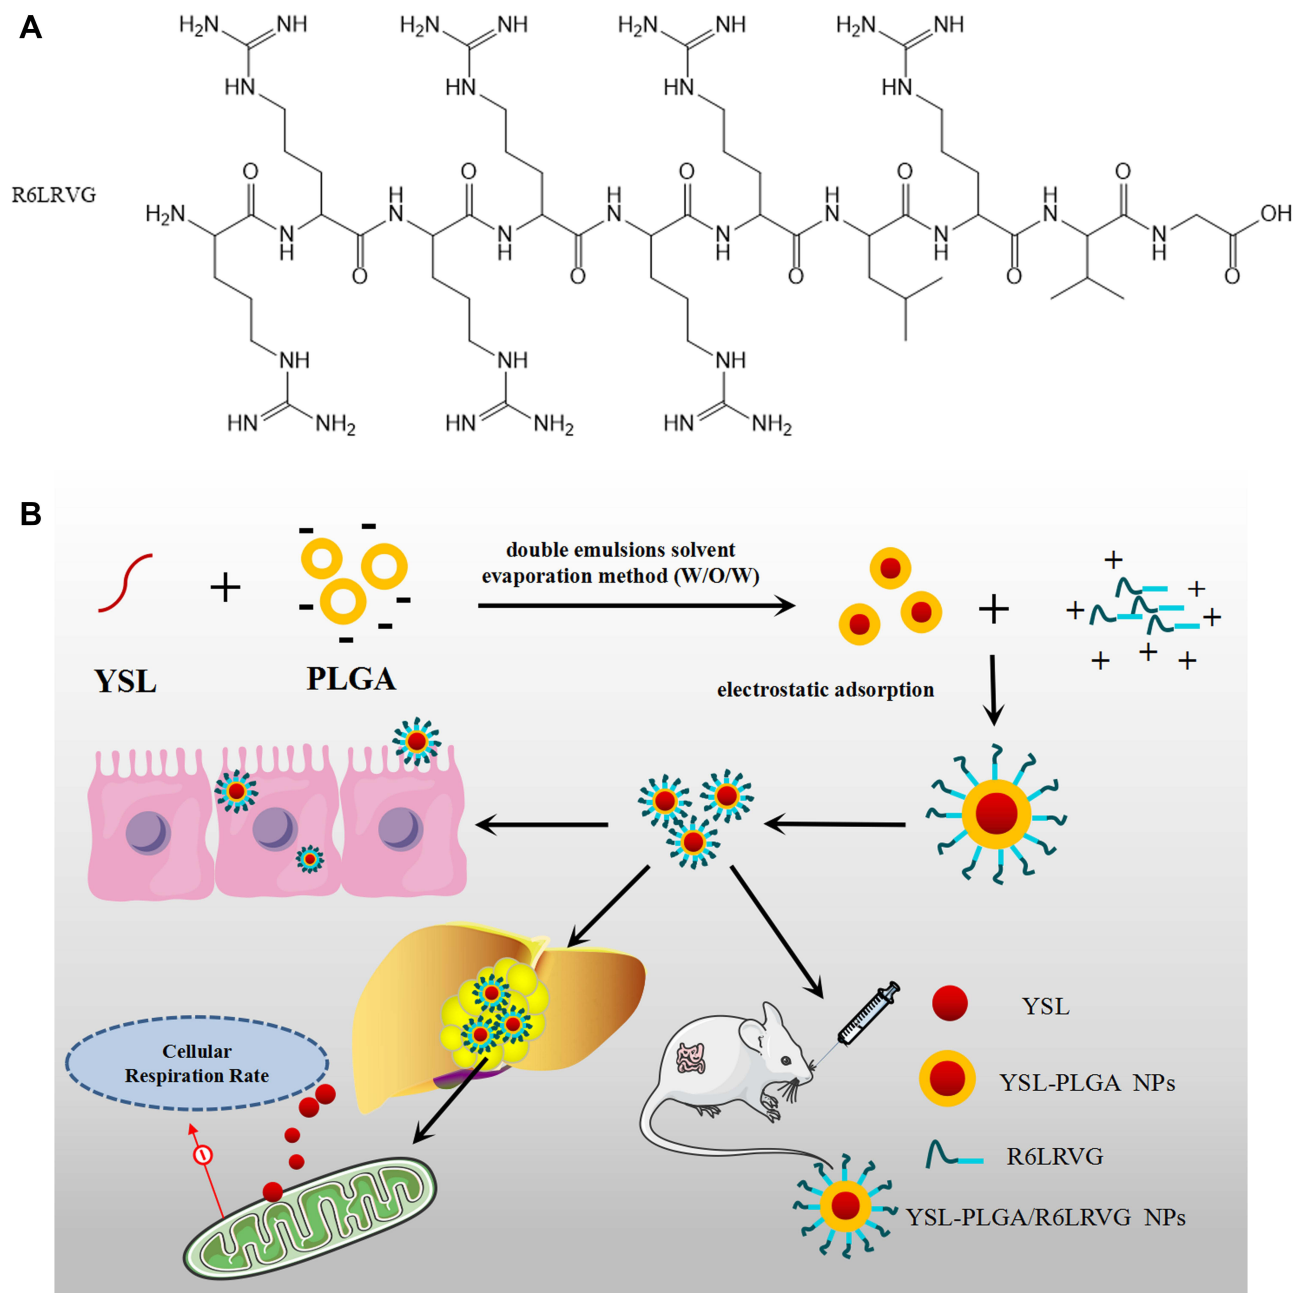 A
H₂N NH H₂N NH H₂N NH H₂N NH
HN HN HN HN
R6LRVG
O H O H O H O H O
H₂N N N N N OH
N H N H N H N H N H
O O O O O
NH NH NH
HN NH₂ HN NH₂ HN NH₂
B
- -
double emulsions solvent
evaporation method (W/O/W)
+ - - - - +
+ + + + + + +
YSL
PLGA
electrostatic adsorption
Cellular
Respiration Rate
YSL
YSL-PLGA NPs
R6LRVG
YSL-PLGA/R6LRVG NPs